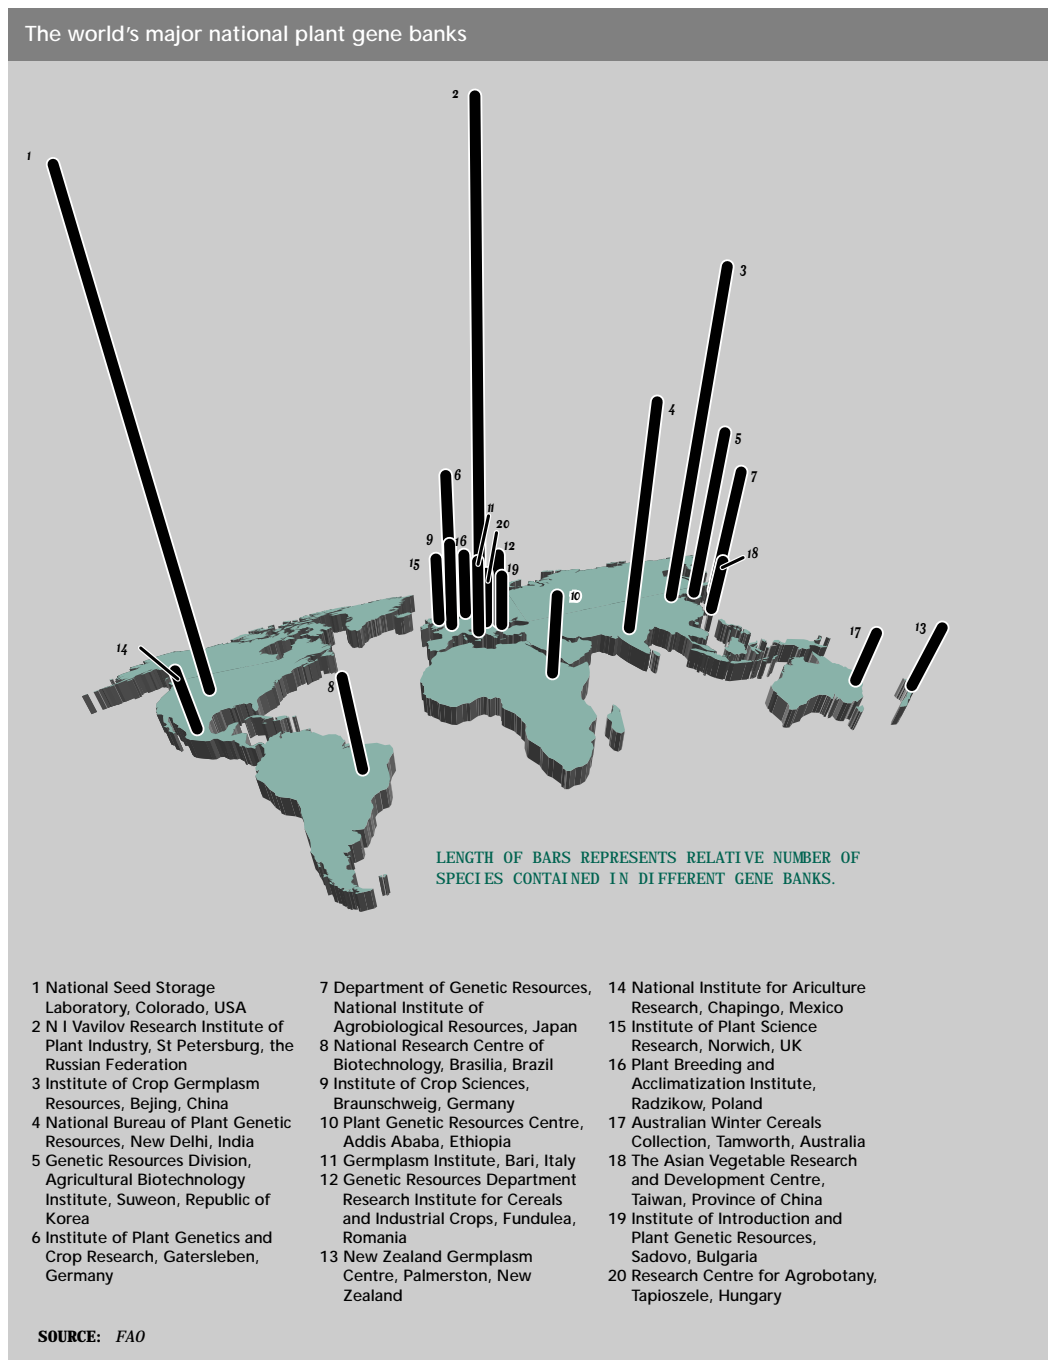 The world's major national plant gene banks
2
1
3
4
5
6
7
11
20
9
16
12
18
15
19
10
17
13
14
8
LENGTH OF BARS REPRESENTS RELATIVE NUMBER OF
SPECIES CONTAINED IN DIFFERENT GENE BANKS.
1 National Seed Storage
Laboratory, Colorado, USA
2 N I Vavilov Research Institute of
Plant Industry, St Petersburg, the
Russian Federation
3 Institute of Crop Germplasm
Resources, Bejing, China
4 National Bureau of Plant Genetic
Resources, New Delhi, India
5 Genetic Resources Division,
Agricultural Biotechnology
Institute, Suweon, Republic of
Korea
6 Institute of Plant Genetics and
Crop Research, Gatersleben,
Germany
7 Department of Genetic Resources,
National Institute of
Agrobiological Resources, Japan
8 National Research Centre of
Biotechnology, Brasilia, Brazil
9 Institute of Crop Sciences,
Braunschweig, Germany
10 Plant Genetic Resources Centre,
Addis Ababa, Ethiopia
11 Germplasm Institute, Bari, Italy
12 Genetic Resources Department
Research Institute for Cereals
and Industrial Crops, Fundulea,
Romania
13 New Zealand Germplasm
Centre, Palmerston, New
Zealand
14 National Institute for Ariculture
Research, Chapingo, Mexico
15 Institute of Plant Science
Research, Norwich, UK
16 Plant Breeding and
Acclimatization Institute,
Radzikow, Poland
17 Australian Winter Cereals
Collection, Tamworth, Australia
18 The Asian Vegetable Research
and Development Centre,
Taiwan, Province of China
19 Institute of Introduction and
Plant Genetic Resources,
Sadovo, Bulgaria
20 Research Centre for Agrobotany,
Tapioszele, Hungary
SOURCE: FAO